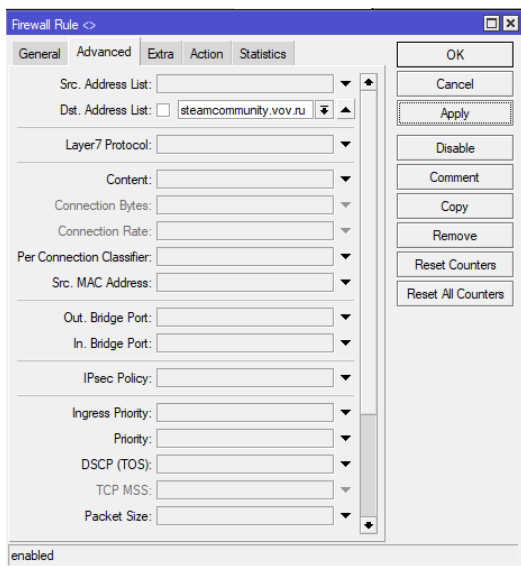 Firewall Rule <>
General Advanced Extra Action Statistics
Src. Address List:
Dst. Address List: steamcommunity.vov.ru
Layer7 Protocol:
Content:
Connection Bytes:
Connection Rate:
Per Connection Classifier:
Src. MAC Address:
Out. Bridge Port:
In. Bridge Port:
IPsec Policy:
Ingress Priority:
Priority:
DSCP (TOS):
TCP MSS:
Packet Size:
OK
Cancel
Apply
Disable
Comment
Copy
Remove
Reset Counters
Reset All Counters
enabled